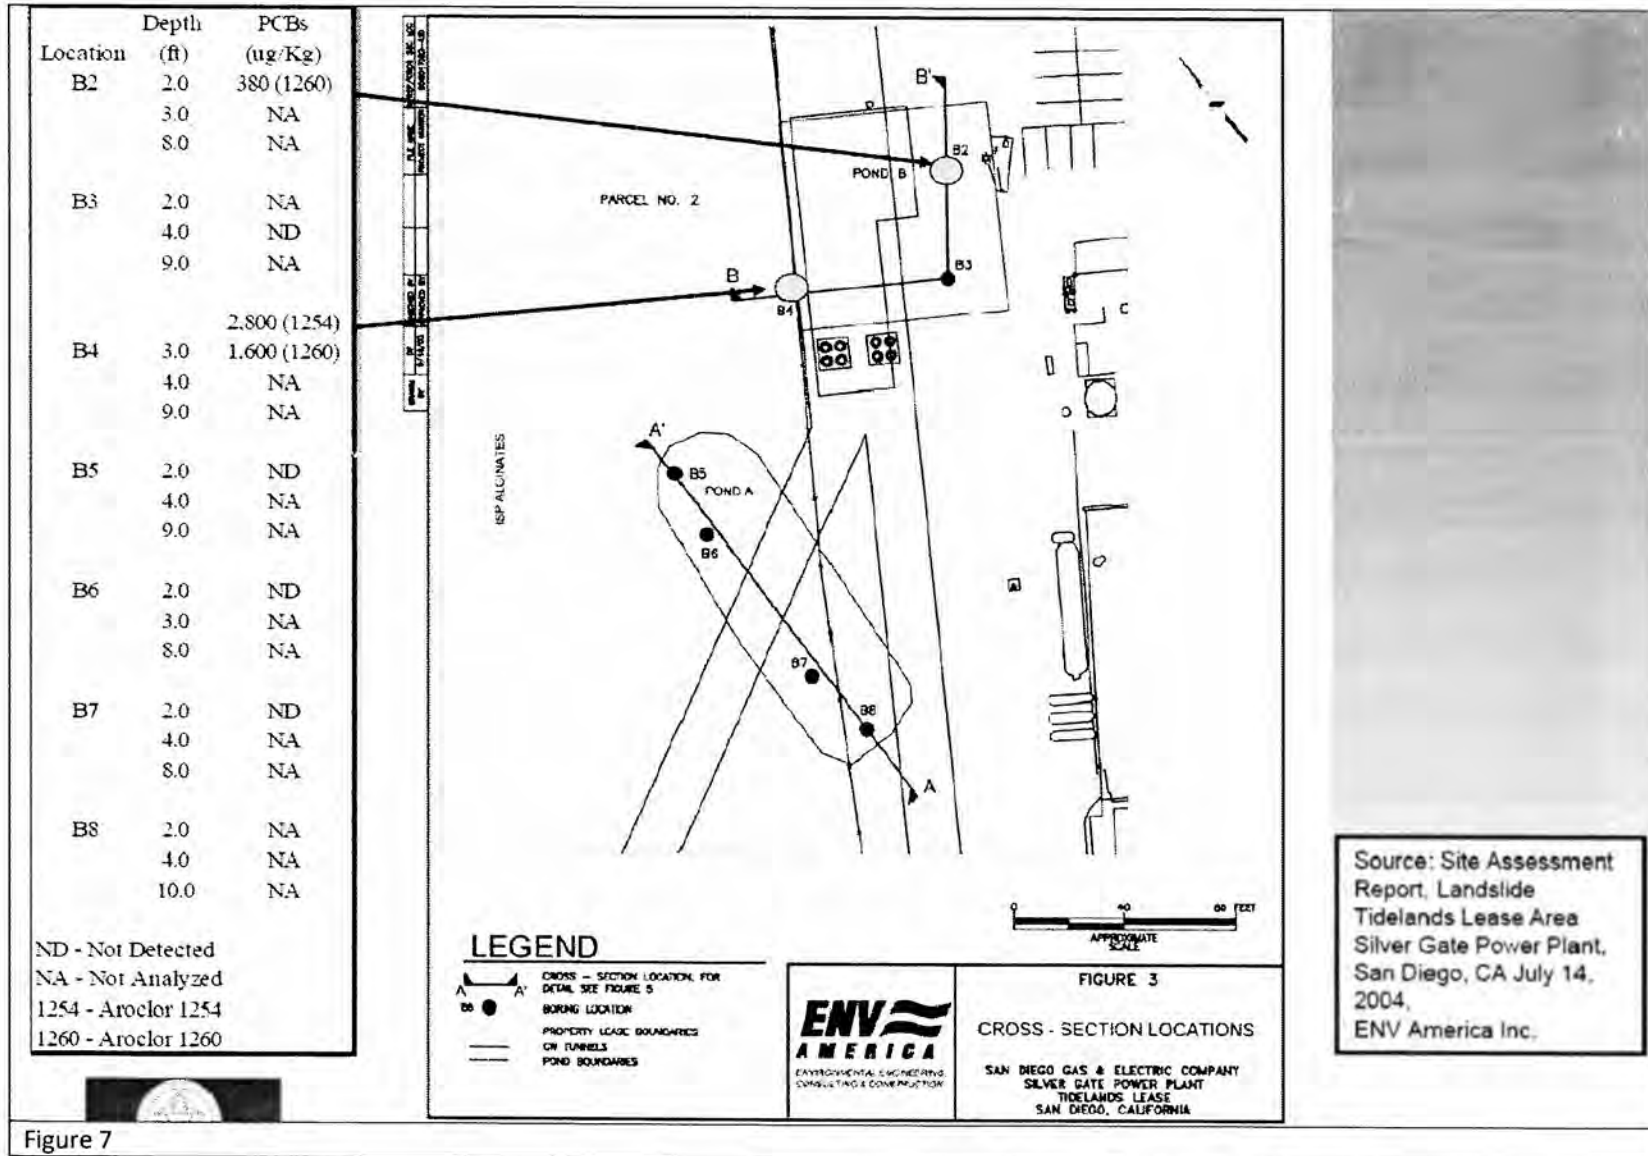 Depth PCBs
Location (ft) (ug/Kg)
B2 2.0 380 (1260)
3.0 NA
8.0 NA
B3 2.0 NA
4.0 ND
9.0 NA
2.800 (1254)
B4 3.0 1.600 (1260)
4.0 NA
9.0 NA
B5 2.0 ND
4.0 NA
9.0 NA
B6 2.0 ND
3.0 NA
8.0 NA
B7 2.0 ND
4.0 NA
8.0 NA
B8 2.0 NA
4.0 NA
10.0 NA
ND - Not Detected
NA - Not Analyzed
1254 - Aroclor 1254
1260 - Aroclor 1260
B'
B2
POND B
PARCEL NO. 2
B3
B
B4
A'
B5
POND A
ISP ALGINATES
B6
B7
B8
A
0 40 80 FEET
APPROXIMATE
SCALE
LEGEND
A A' CROSS - SECTION LOCATION, FOR
DETAIL SEE FIGURE 5
B6 BORING LOCATION
PROPERTY LEASE BOUNDARIES
CW TUNNELS
POND BOUNDARIES
ENV
AMERICA
ENVIRONMENTAL ENGINEERING,
CONSULTING & CONSTRUCTION
FIGURE 3
CROSS - SECTION LOCATIONS
SAN DIEGO GAS & ELECTRIC COMPANY
SILVER GATE POWER PLANT
TIDELANDS LEASE
SAN DIEGO, CALIFORNIA
Source: Site Assessment
Report, Landslide
Tidelands Lease Area
Silver Gate Power Plant,
San Diego, CA July 14,
2004,
ENV America Inc.
Figure 7